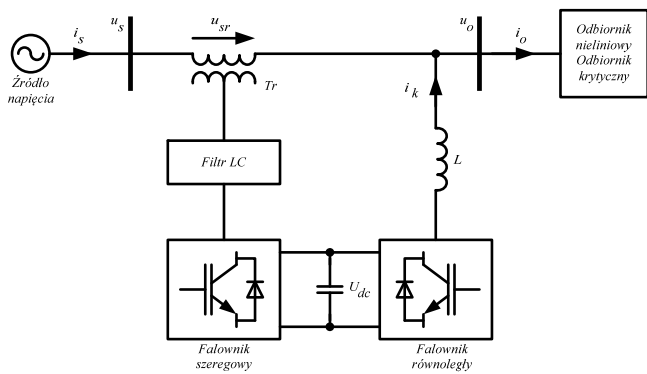 u_s
u_sr
u_o
i_s
i_o
Odbiornik
nieliniowy
Odbiornik
krytyczny
Źródło
napięcia
Tr
i_k
Filtr LC
L
U_dc
Falownik
szeregowy
Falownik
równoległy